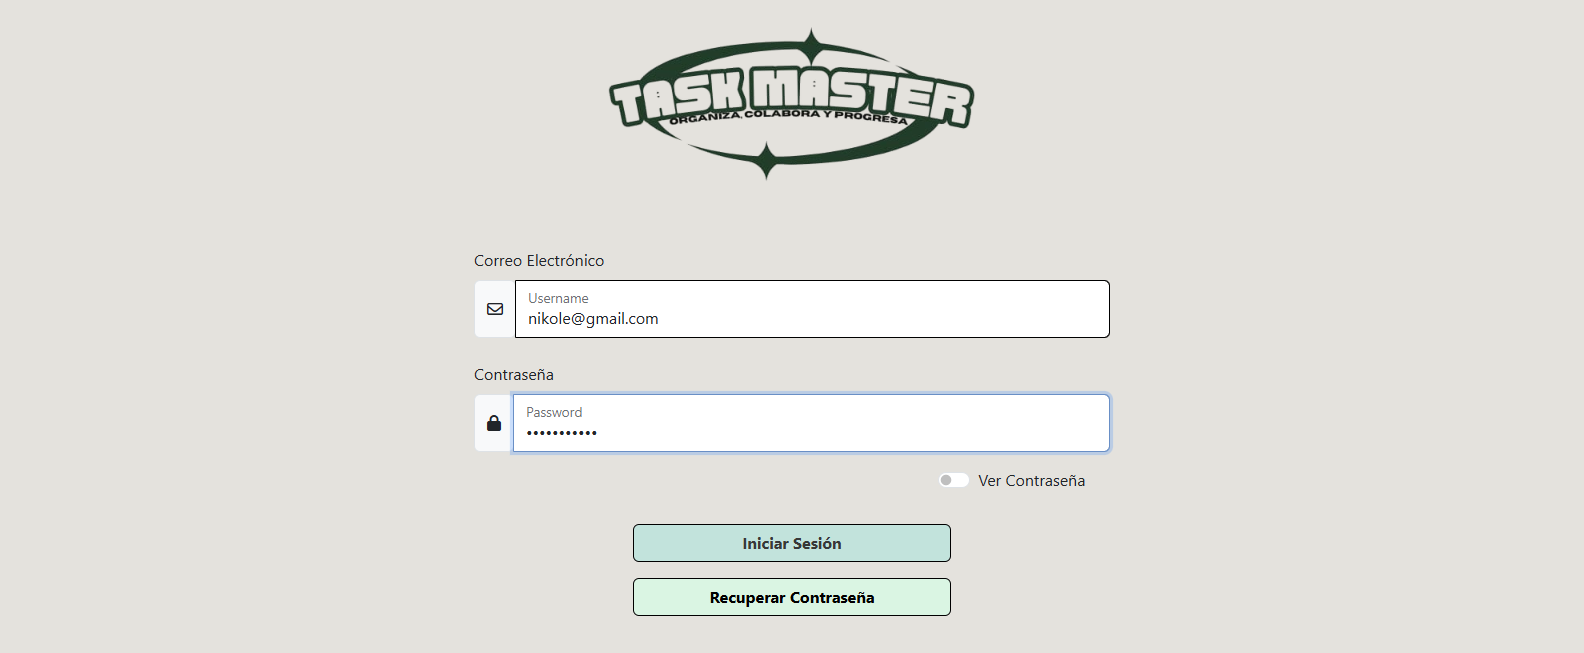 TASK MASTER
ORGANIZA, COLABORA Y PROGRESA
Correo Electrónico
Username
nikole@gmail.com
Contraseña
Password
•••••••••••
Ver Contraseña
Iniciar Sesión
Recuperar Contraseña